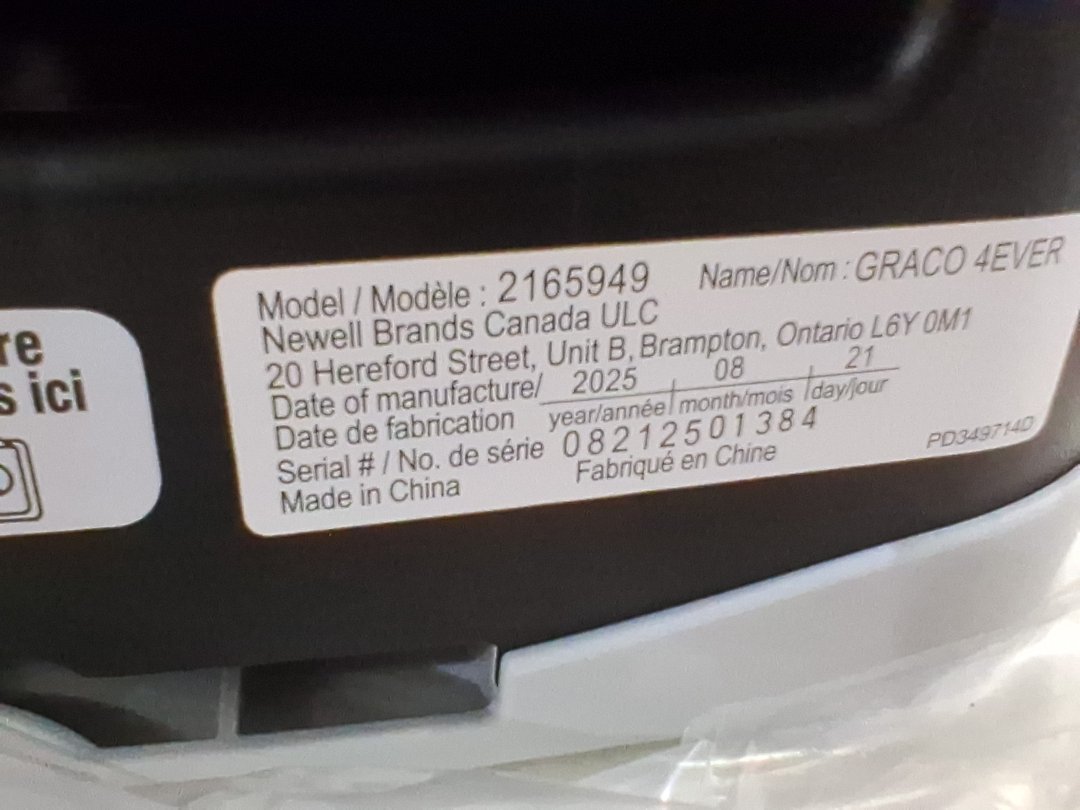 re
s ici
Model / Modèle : 2165949 Name/Nom : GRACO 4EVER
Newell Brands Canada ULC
20 Hereford Street, Unit B, Brampton, Ontario L6Y 0M1
Date of manufacture/ 2025 08 21
Date de fabrication year/année month/mois day/jour
Serial # / No. de série 08212501384
Made in China Fabriqué en Chine
PD349714D